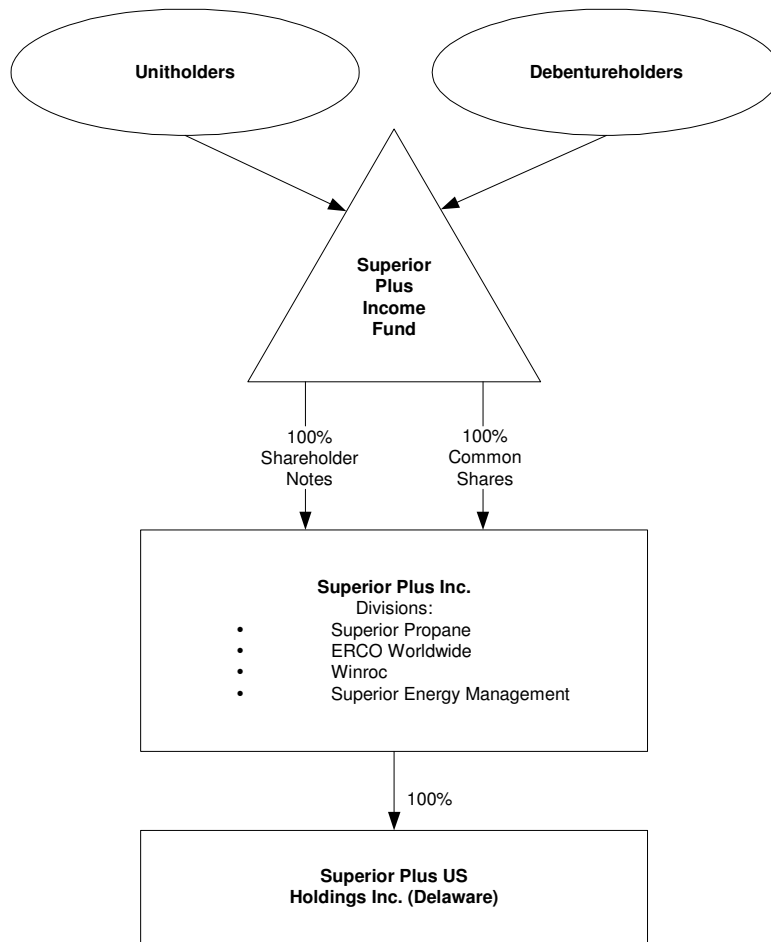 Unitholders
Debentureholders
Superior
Plus
Income
Fund
100%
Shareholder
Notes
100%
Common
Shares
Superior Plus Inc.
Divisions:
• Superior Propane
• ERCO Worldwide
• Winroc
• Superior Energy Management
100%
Superior Plus US
Holdings Inc. (Delaware)